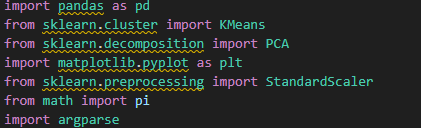 import pandas as pd
from sklearn.cluster import KMeans
from sklearn.decomposition import PCA
import matplotlib.pyplot as plt
from sklearn.preprocessing import StandardScaler
from math import pi
import argparse